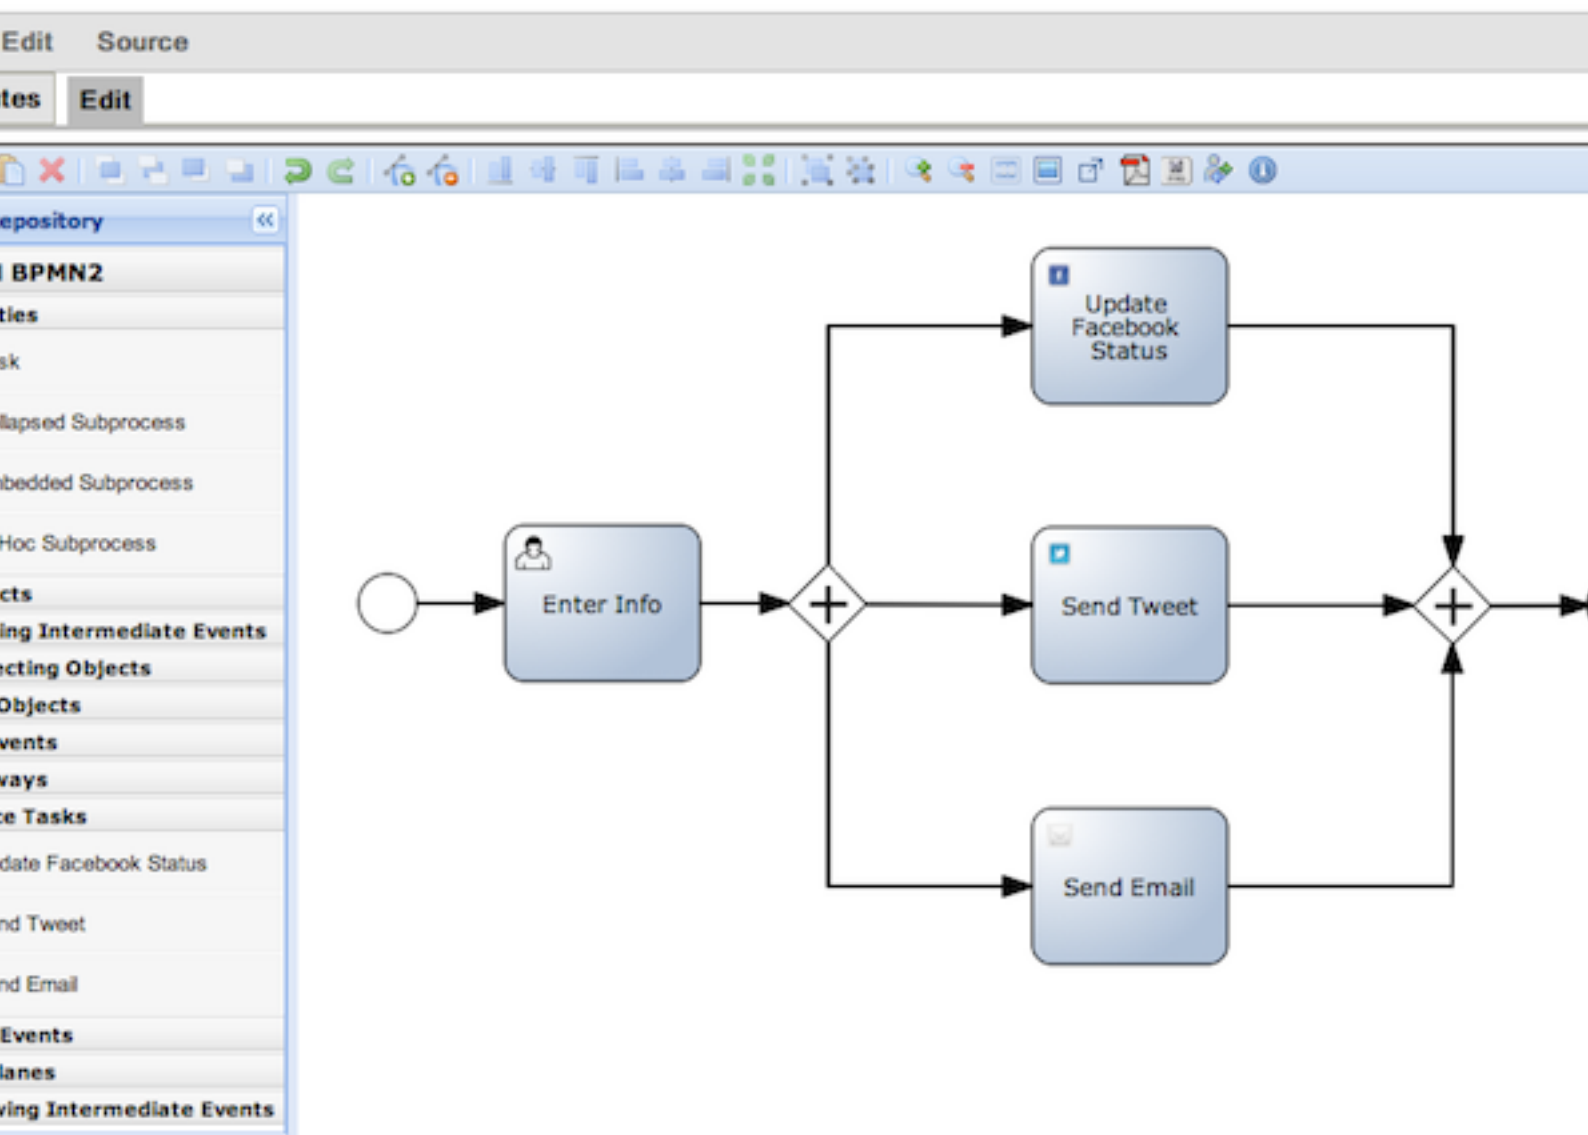 Edit Source
tes Edit
epository
BPMN2
ties
sk
llapsed Subprocess
bedded Subprocess
Hoc Subprocess
cts
ing Intermediate Events
ecting Objects
Objects
vents
ways
ce Tasks
date Facebook Status
nd Tweet
nd Email
Events
lanes
wing Intermediate Events
Update
Facebook
Status
Enter Info
Send Tweet
Send Email